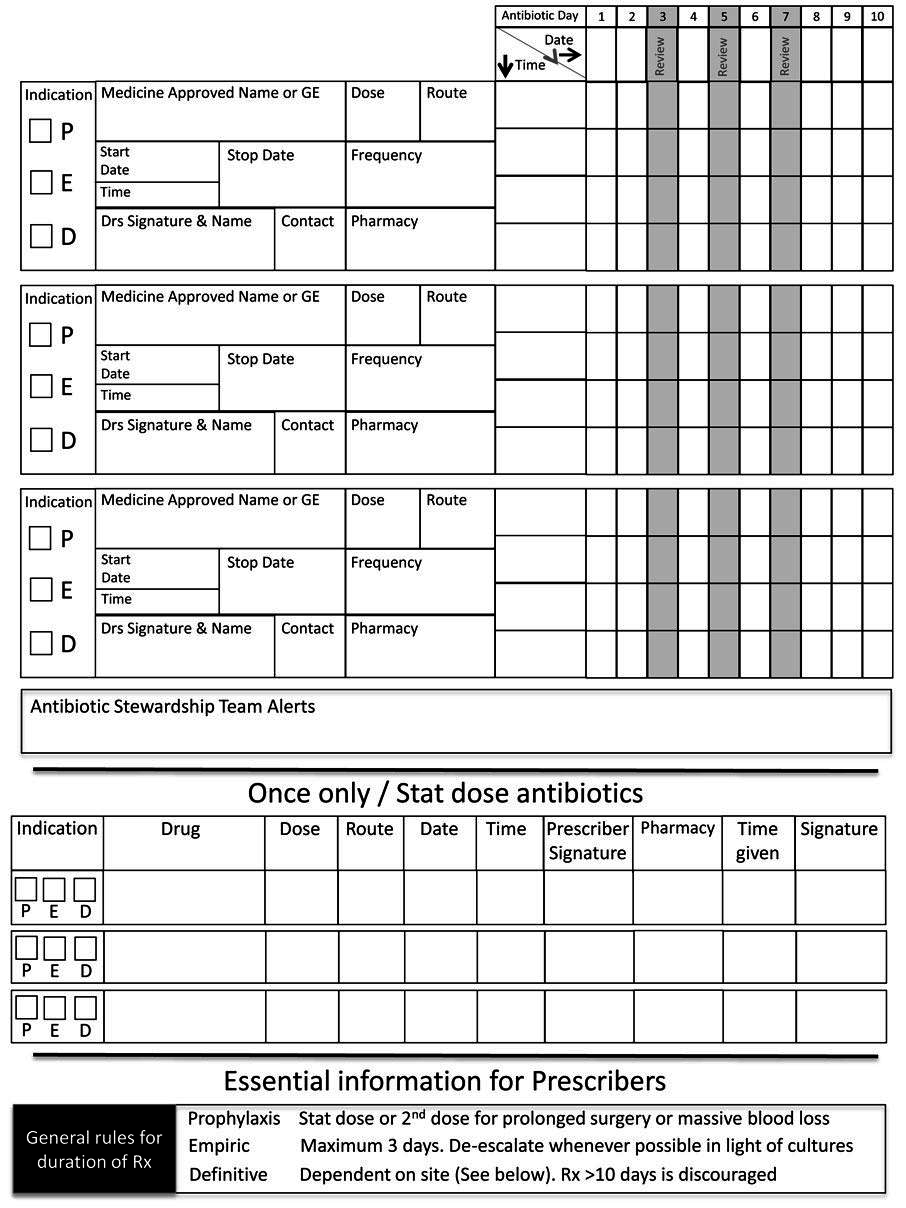 Antibiotic Day 1 2 3 4 5 6 7 8 9 10
Date
Time
Review Review Review
Indication Medicine Approved Name or GE Dose Route
P
Start Date Stop Date Frequency
E
Time
Drs Signature & Name Contact Pharmacy
D
Indication Medicine Approved Name or GE Dose Route
P
Start Date Stop Date Frequency
E
Time
Drs Signature & Name Contact Pharmacy
D
Indication Medicine Approved Name or GE Dose Route
P
Start Date Stop Date Frequency
E
Time
Drs Signature & Name Contact Pharmacy
D
Antibiotic Stewardship Team Alerts
Once only / Stat dose antibiotics
Indication Drug Dose Route Date Time Prescriber Signature Pharmacy Time given Signature
P E D
P E D
P E D
Essential information for Prescribers
General rules for duration of Rx
Prophylaxis Stat dose or 2nd dose for prolonged surgery or massive blood loss
Empiric Maximum 3 days. De-escalate whenever possible in light of cultures
Definitive Dependent on site (See below). Rx >10 days is discouraged